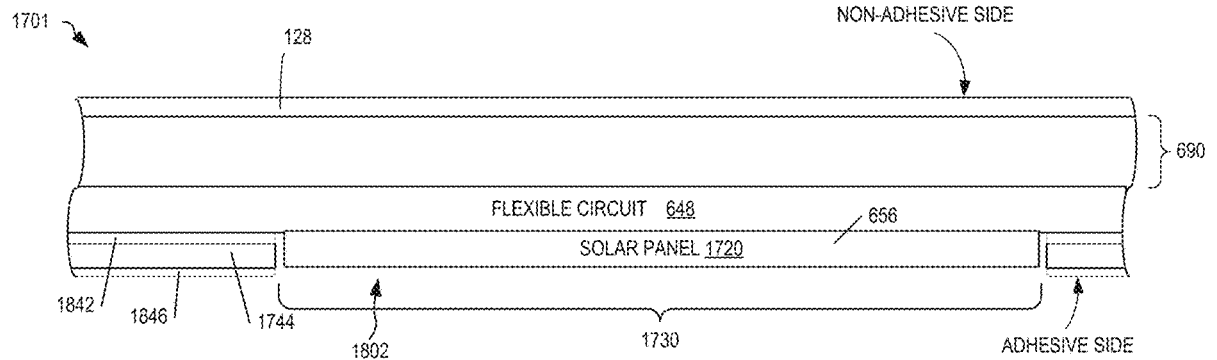 1701
NON-ADHESIVE SIDE
128
690
FLEXIBLE CIRCUIT 648
656
SOLAR PANEL 1720
1842
1846
1744
1802
1730
ADHESIVE SIDE